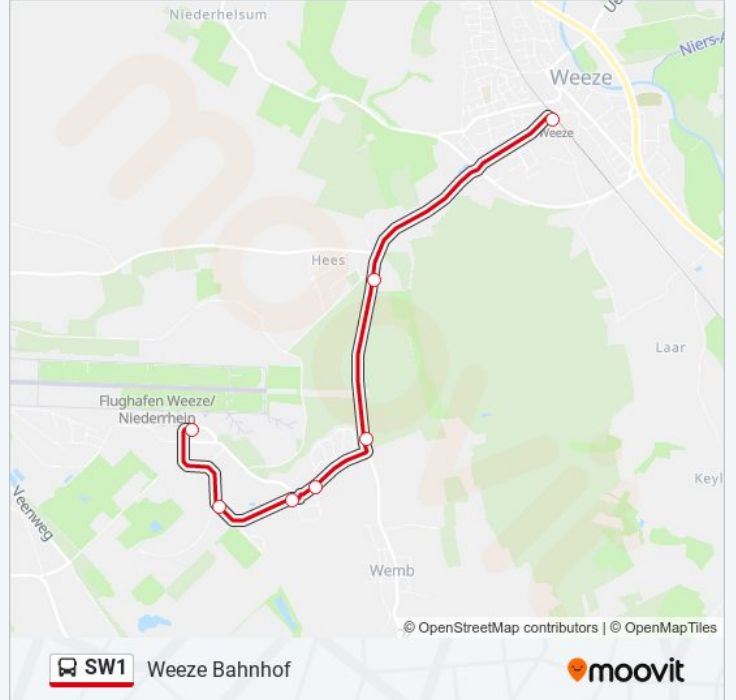 Niederhelsum
Ue
Niers-A
Weeze
Weeze
Hees
Laar
Flughafen Weeze/
Niederrhein
Keyl
Veenweg
Wemb
© OpenStreetMap contributors | © OpenMapTiles
SW1 Weeze Bahnhof
moovit